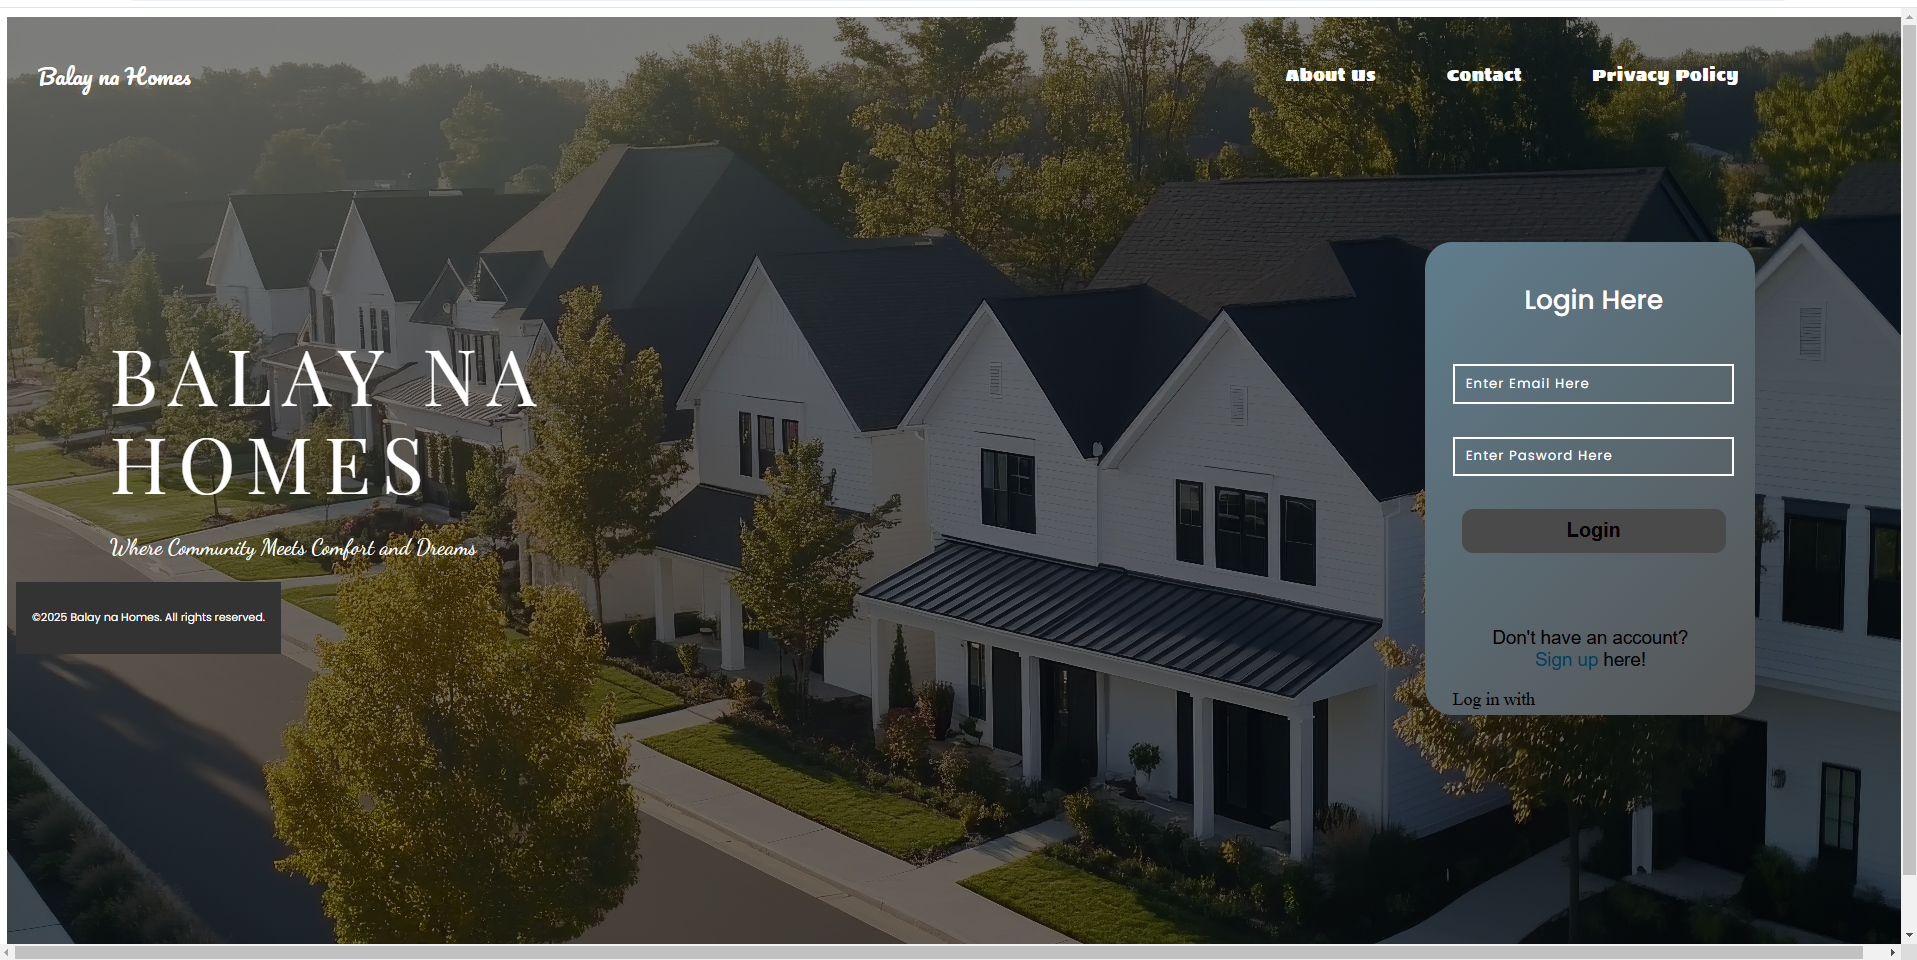 Balay na Homes
About Us
Contact
Privacy Policy
BALAY NA
HOMES
Where Community Meets Comfort and Dreams
©2025 Balay na Homes. All rights reserved.
Login Here
Enter Email Here
Enter Pasword Here
Login
Don't have an account?
Sign up here!
Log in with